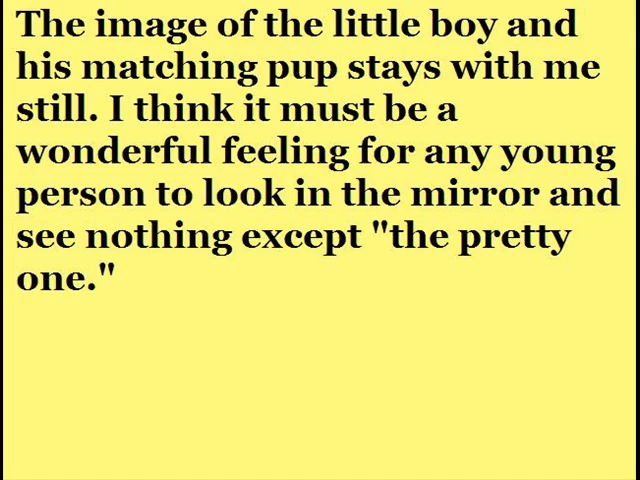 The image of the little boy and
his matching pup stays with me
still. I think it must be a
wonderful feeling for any young
person to look in the mirror and
see nothing except "the pretty
one."